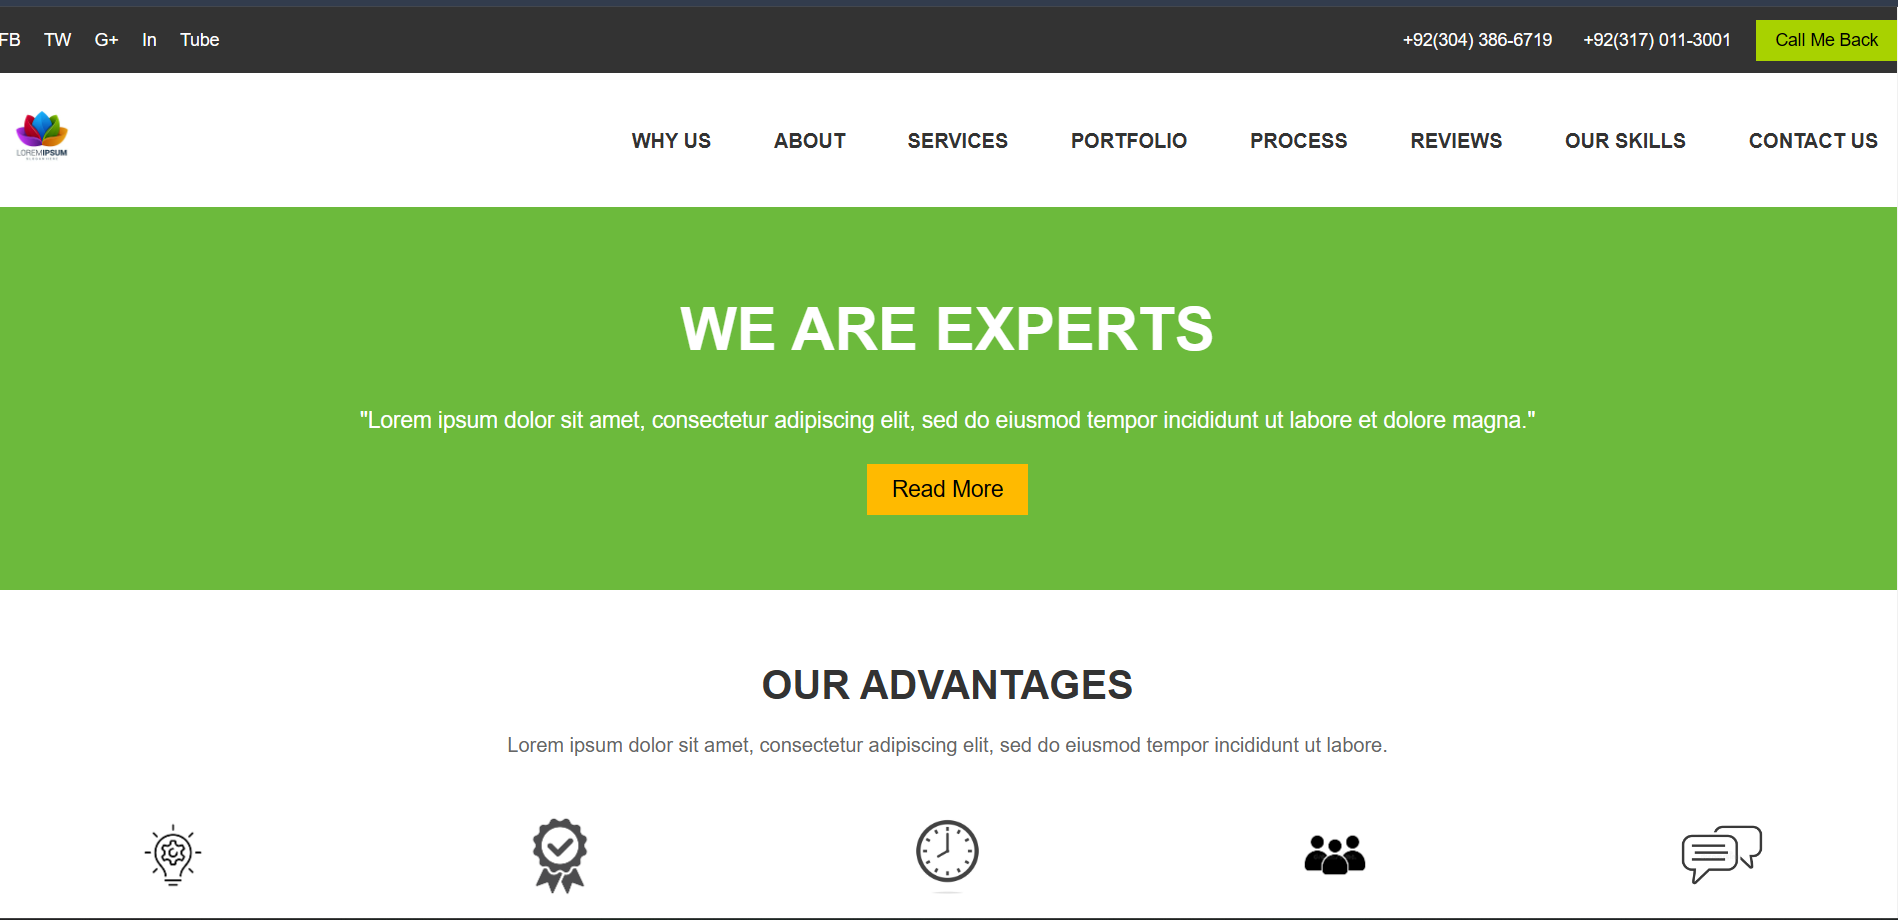 FB TW G+ In Tube +92(304) 386-6719 +92(317) 011-3001 Call Me Back
LOREMIPSUM
WHY US ABOUT SERVICES PORTFOLIO PROCESS REVIEWS OUR SKILLS CONTACT US
WE ARE EXPERTS
"Lorem ipsum dolor sit amet, consectetur adipiscing elit, sed do eiusmod tempor incididunt ut labore et dolore magna."
Read More
OUR ADVANTAGES
Lorem ipsum dolor sit amet, consectetur adipiscing elit, sed do eiusmod tempor incididunt ut labore.